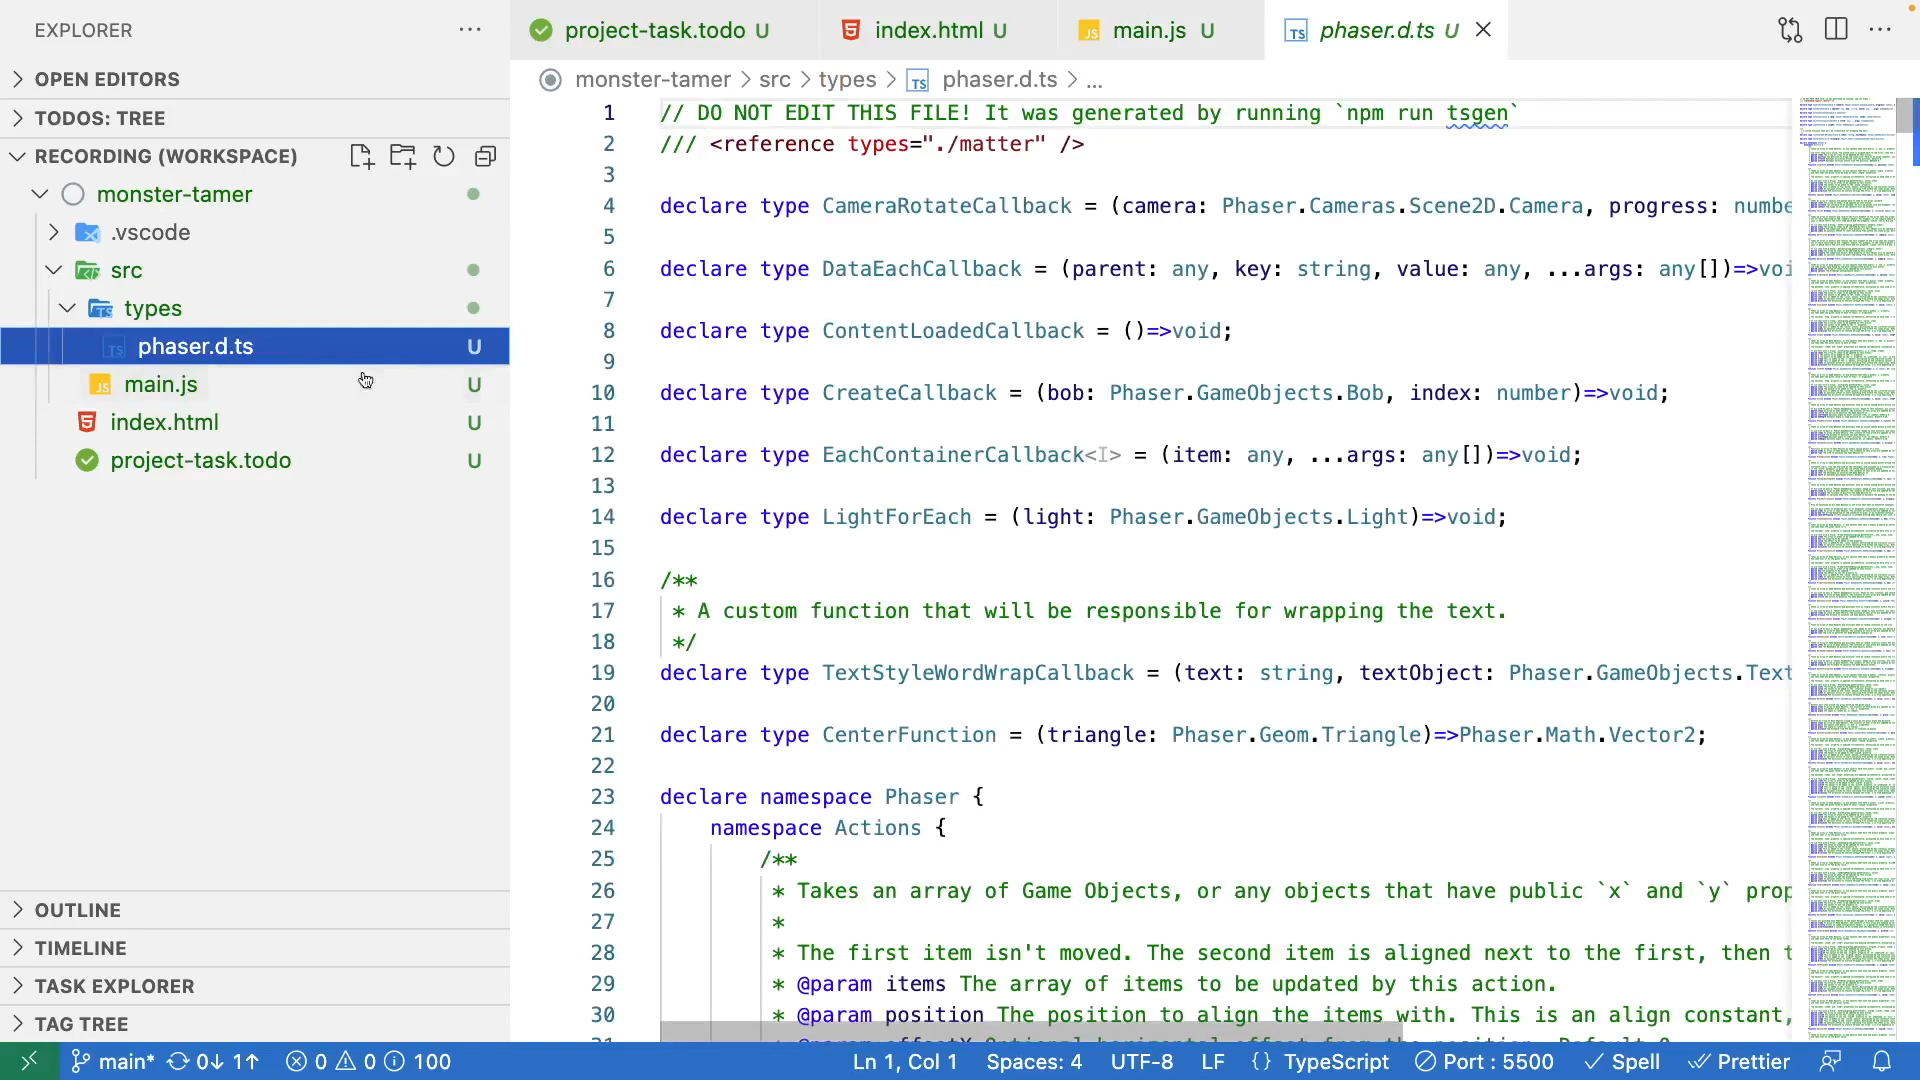 EXPLORER
OPEN EDITORS
TODOS: TREE
RECORDING (WORKSPACE)
monster-tamer
.vscode
src
types
TS phaser.d.ts U
JS main.js U
index.html U
project-task.todo U
OUTLINE
TIMELINE
TASK EXPLORER
TAG TREE
project-task.todo U
index.html U
JS main.js U
TS phaser.d.ts U
monster-tamer > src > types > TS phaser.d.ts > ...
1 // DO NOT EDIT THIS FILE! It was generated by running `npm run tsgen`
2 /// <reference types="./matter" />
3
4 declare type CameraRotateCallback = (camera: Phaser.Cameras.Scene2D.Camera, progress: numbe
5
6 declare type DataEachCallback = (parent: any, key: string, value: any, ...args: any[])=>voi
7
8 declare type ContentLoadedCallback = ()=>void;
9
10 declare type CreateCallback = (bob: Phaser.GameObjects.Bob, index: number)=>void;
11
12 declare type EachContainerCallback<I> = (item: any, ...args: any[])=>void;
13
14 declare type LightForEach = (light: Phaser.GameObjects.Light)=>void;
15
16 /**
17 * A custom function that will be responsible for wrapping the text.
18 */
19 declare type TextStyleWordWrapCallback = (text: string, textObject: Phaser.GameObjects.Text
20
21 declare type CenterFunction = (triangle: Phaser.Geom.Triangle)=>Phaser.Math.Vector2;
22
23 declare namespace Phaser {
24 namespace Actions {
25 /**
26 * Takes an array of Game Objects, or any objects that have public `x` and `y` prop
27 *
28 * The first item isn't moved. The second item is aligned next to the first, then t
29 * @param items The array of items to be updated by this action.
30 * @param position The position to align the items with. This is an align constant,
main* 0↓ 1↑ 0 0 100
Ln 1, Col 1 Spaces: 4 UTF-8 LF {} TypeScript Port : 5500 Spell Prettier